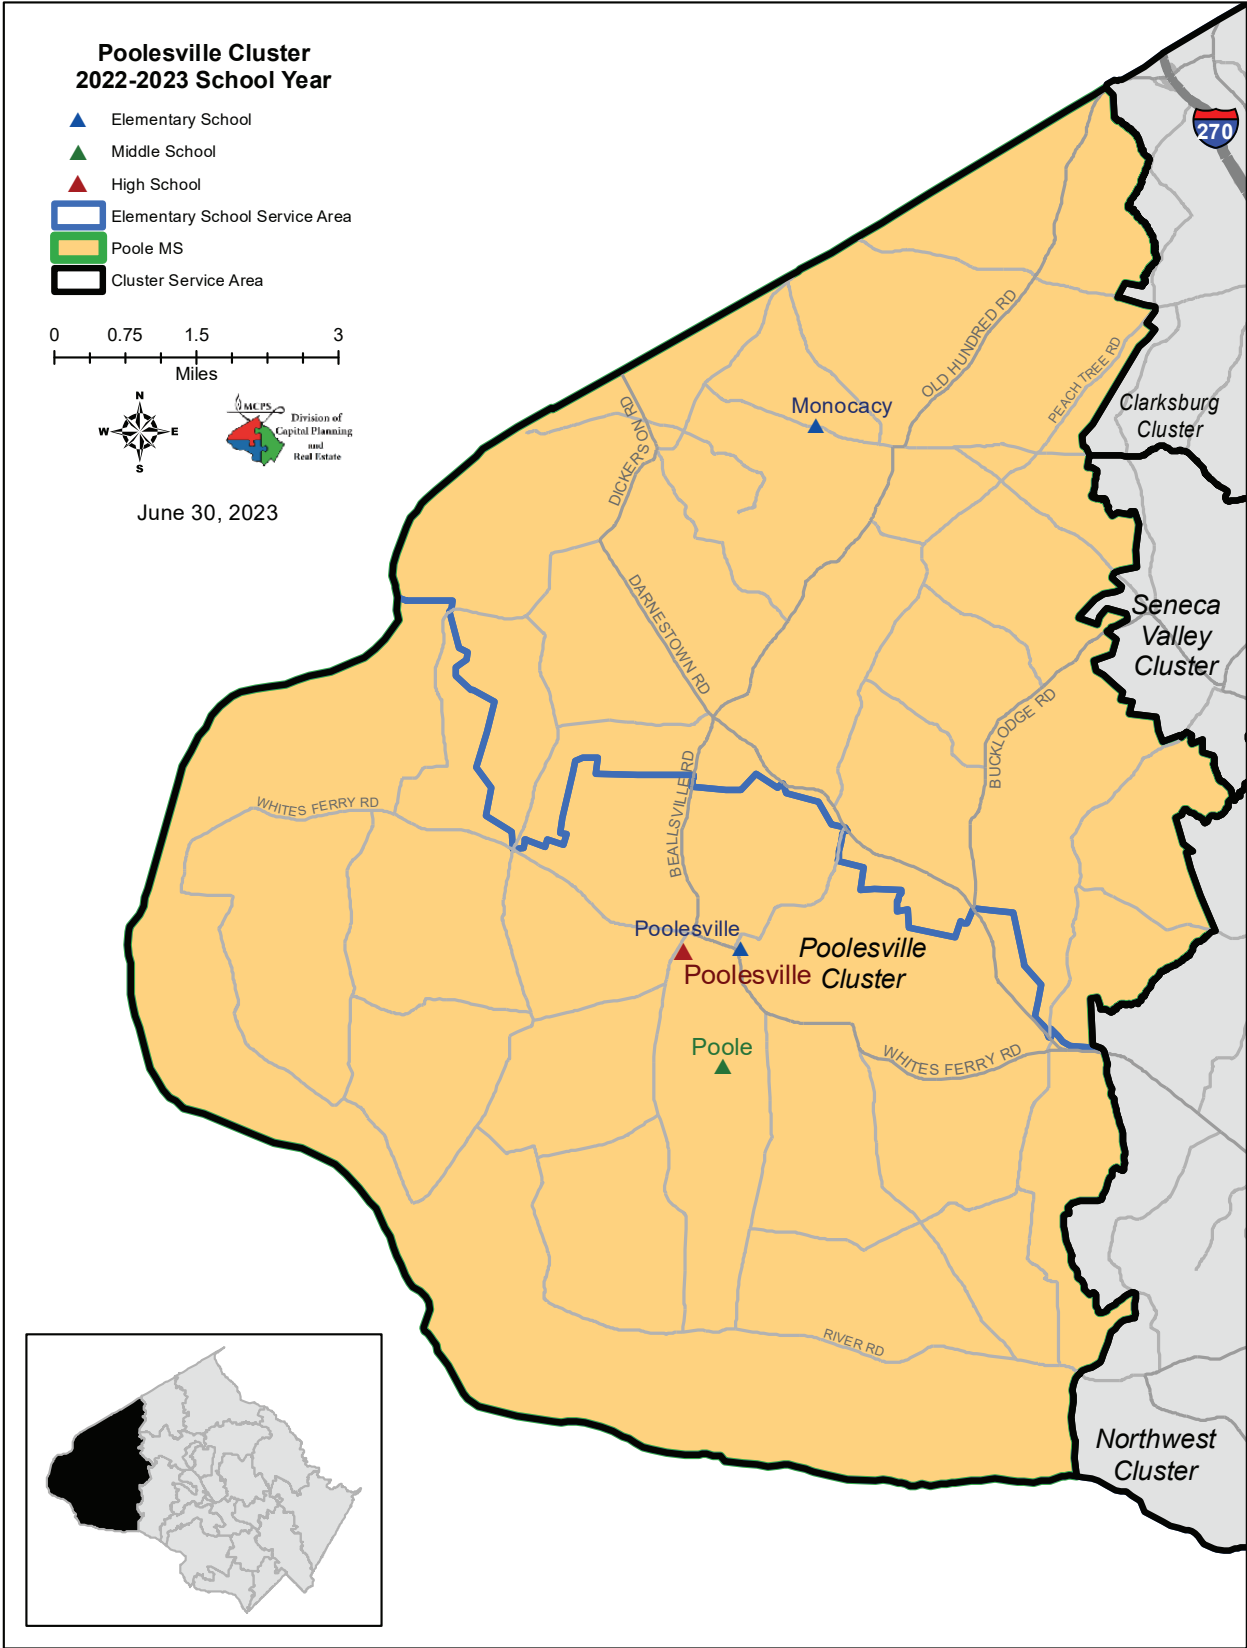 Poolesville Cluster
2022-2023 School Year
Elementary School
Middle School
High School
Elementary School Service Area
Poole MS
Cluster Service Area
0 0.75 1.5 3
Miles
N
W E
S
MCPS
Division of
Capital Planning
and
Real Estate
June 30, 2023
270
OLD HUNDRED RD
PEACH TREE RD
Monocacy
Clarksburg
Cluster
DICKERSON RD
DARNESTOWN RD
Seneca
Valley
Cluster
BUCKLODGE RD
BEALLSVILLE RD
WHITES FERRY RD
Poolesville
Poolesville
Poolesville
Cluster
Poole
WHITES FERRY RD
RIVER RD
Northwest
Cluster